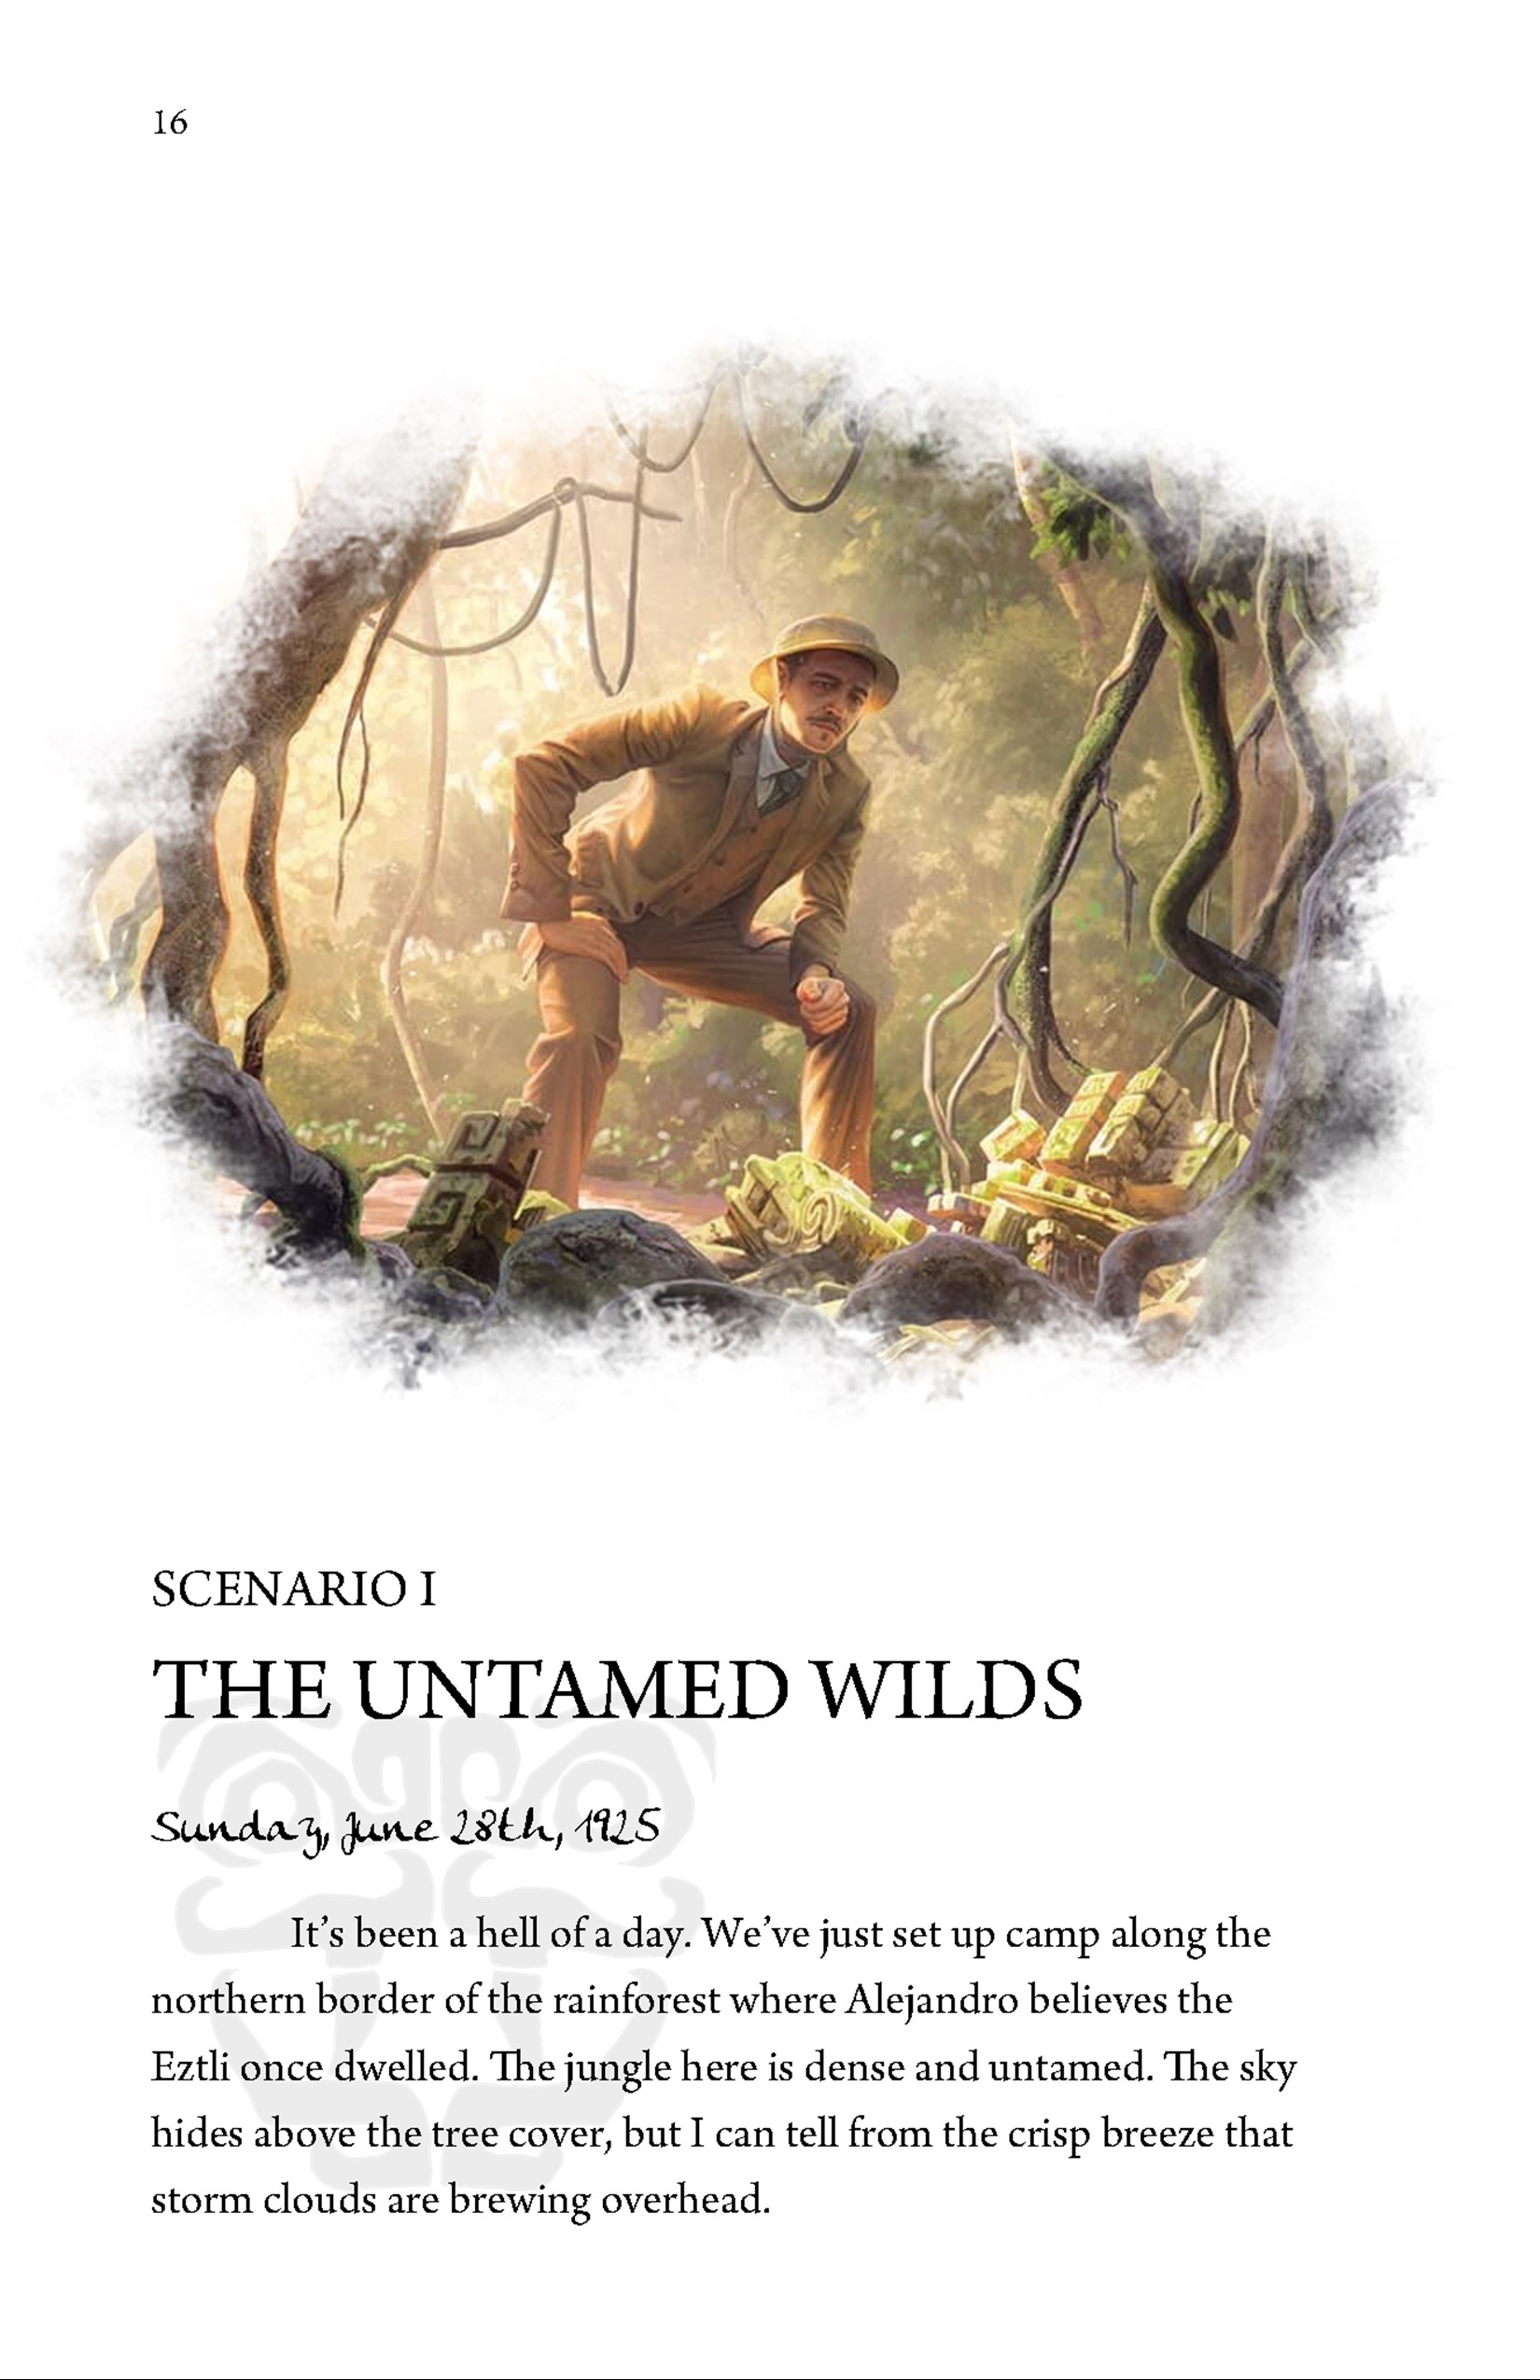 16
SCENARIO I
THE UNTAMED WILDS
Sunday, June 28th, 1925
It’s been a hell of a day. We’ve just set up camp along the
northern border of the rainforest where Alejandro believes the
Eztli once dwelled. The jungle here is dense and untamed. The sky
hides above the tree cover, but I can tell from the crisp breeze that
storm clouds are brewing overhead.